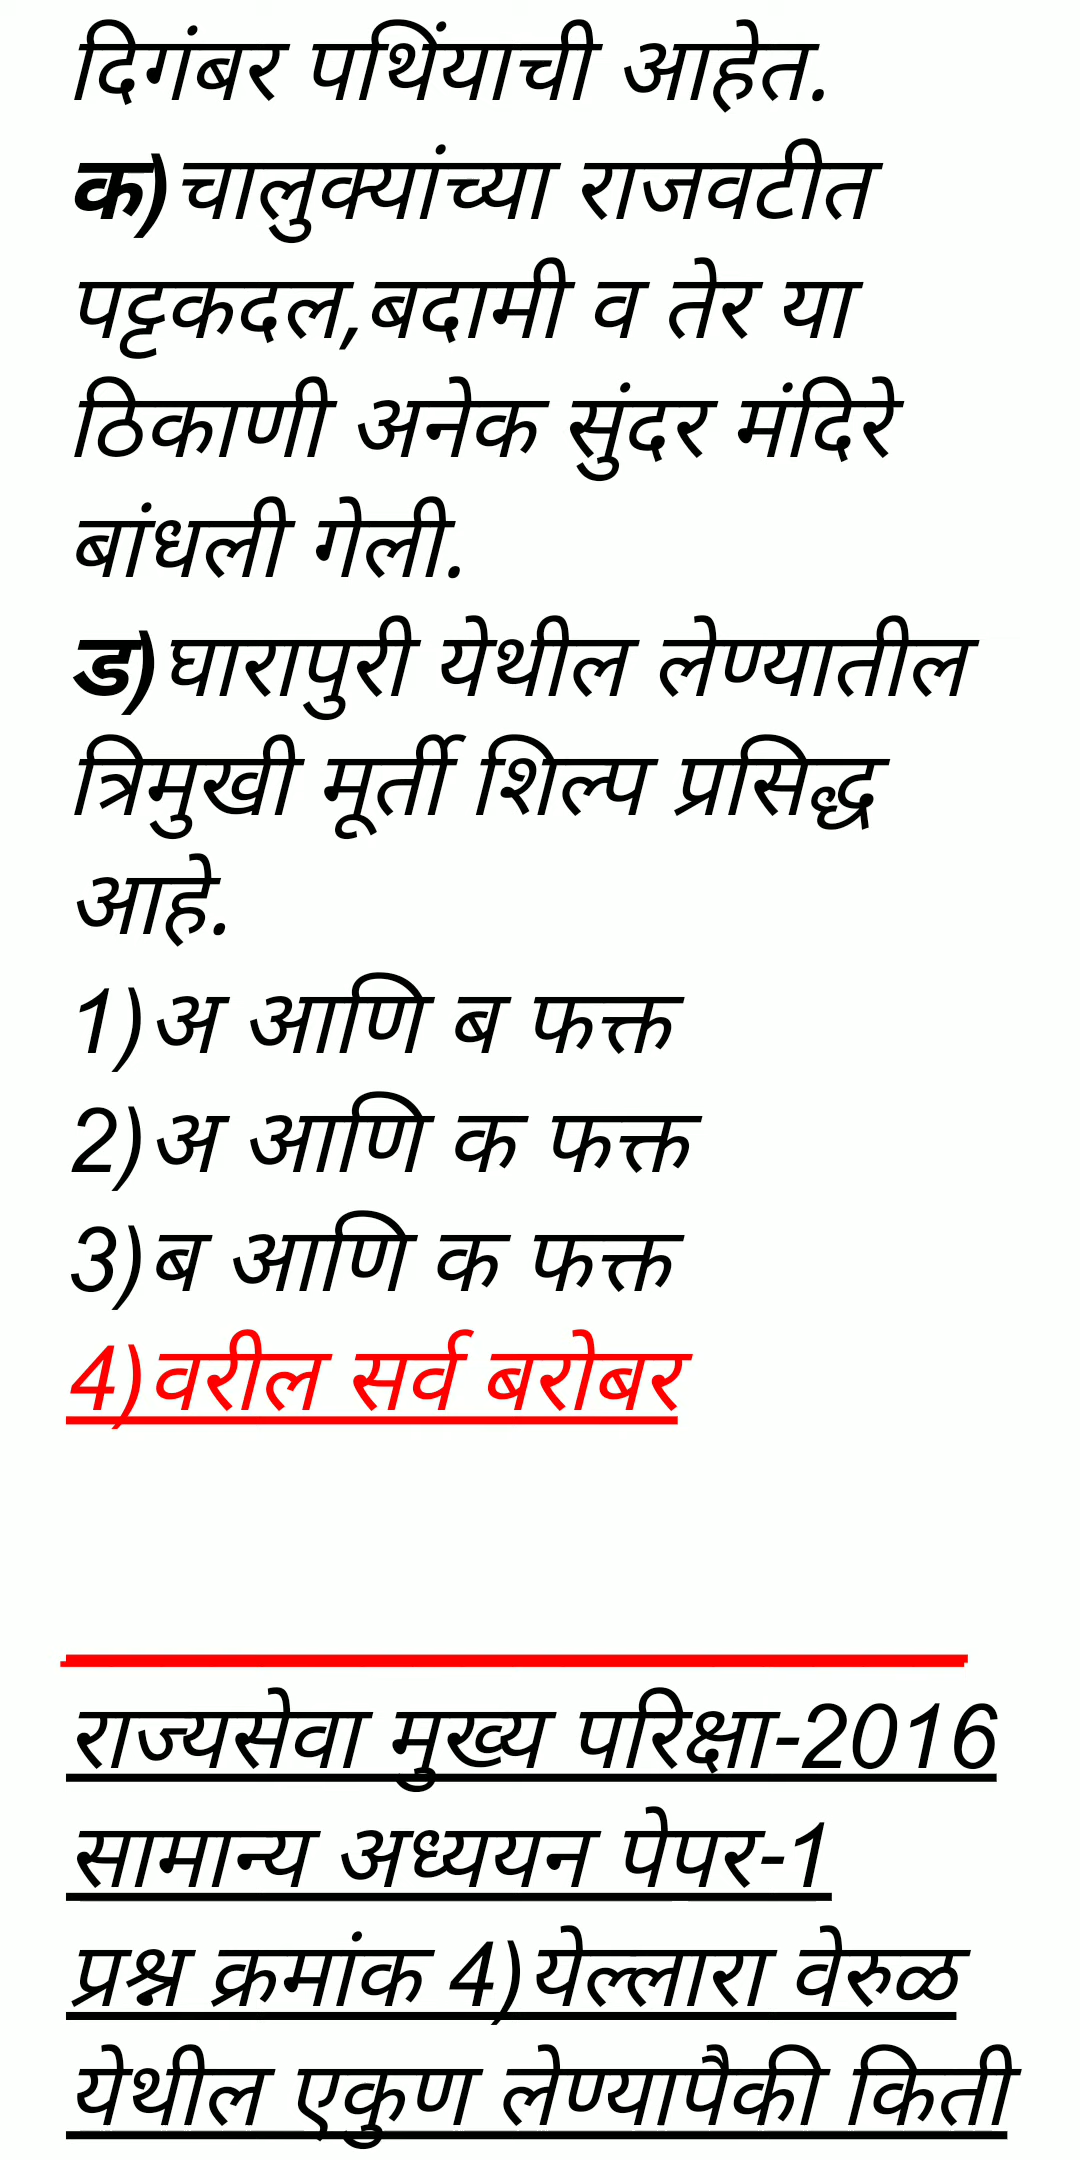 दिगंबर पथिंयाची आहेत.
क)चालुक्यांच्या राजवटीत
पट्टकदल,बदामी व तेर या
ठिकाणी अनेक सुंदर मंदिरे
बांधली गेली.
ड)घारापुरी येथील लेण्यातील
त्रिमुखी मूर्ती शिल्प प्रसिद्ध
आहे.
1)अ आणि ब फक्त
2)अ आणि क फक्त
3)ब आणि क फक्त
4)वरील सर्व बरोबर
राज्यसेवा मुख्य परिक्षा-2016
सामान्य अध्ययन पेपर-1
प्रश्न क्रमांक 4)येल्लारा वेरुळ
येथील एकुण लेण्यापैकी किती